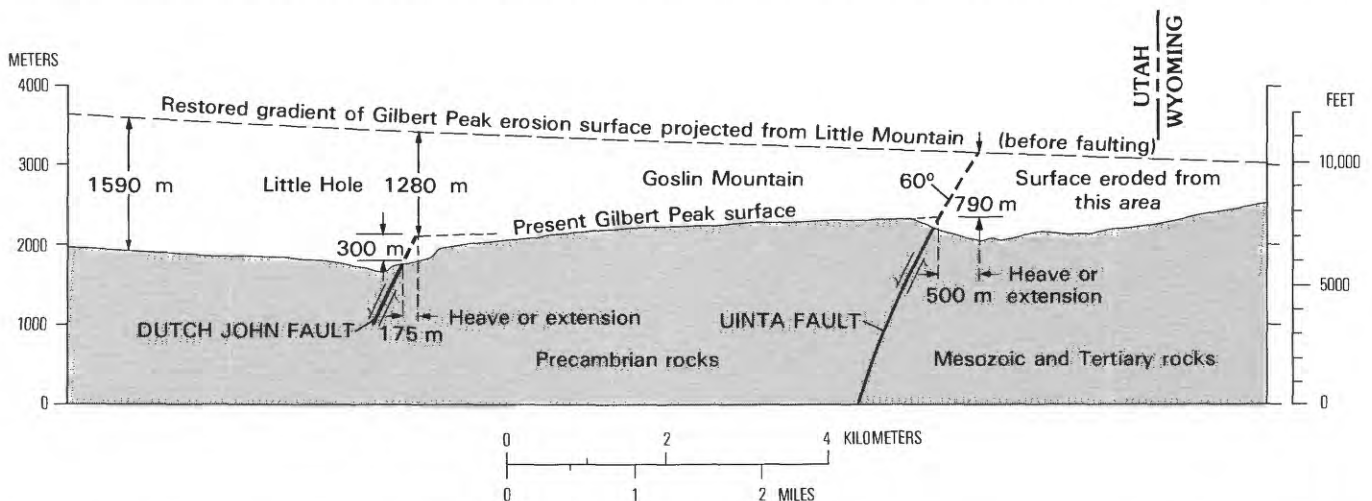 UTAH
WYOMING
METERS
4000
3000
2000
1000
0
FEET
10,000
5000
0
Restored gradient of Gilbert Peak erosion surface projected from Little Mountain (before faulting)
1590 m
Little Hole
1280 m
Goslin Mountain
60°
Surface eroded from
this area
790 m
Present Gilbert Peak surface
300 m
Heave or
extension
500 m
DUTCH JOHN FAULT
175 m
Heave or extension
UINTA FAULT
Precambrian rocks
Mesozoic and Tertiary rocks
0 2 4 KILOMETERS
0 1 2 MILES